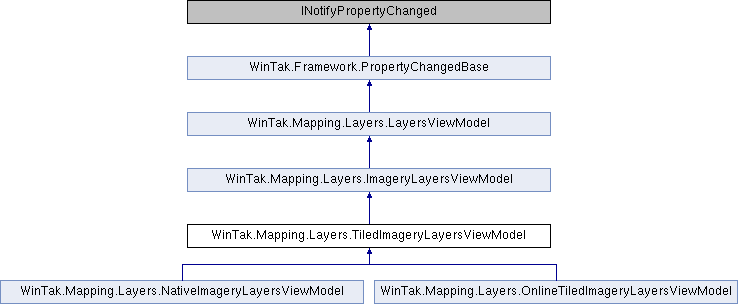 INotifyPropertyChanged
WinTak.Framework.PropertyChangedBase
WinTak.Mapping.Layers.LayersViewModel
WinTak.Mapping.Layers.ImageryLayersViewModel
WinTak.Mapping.Layers.TiledImageryLayersViewModel
WinTak.Mapping.Layers.NativeImageryLayersViewModel
WinTak.Mapping.Layers.OnlineTiledImageryLayersViewModel